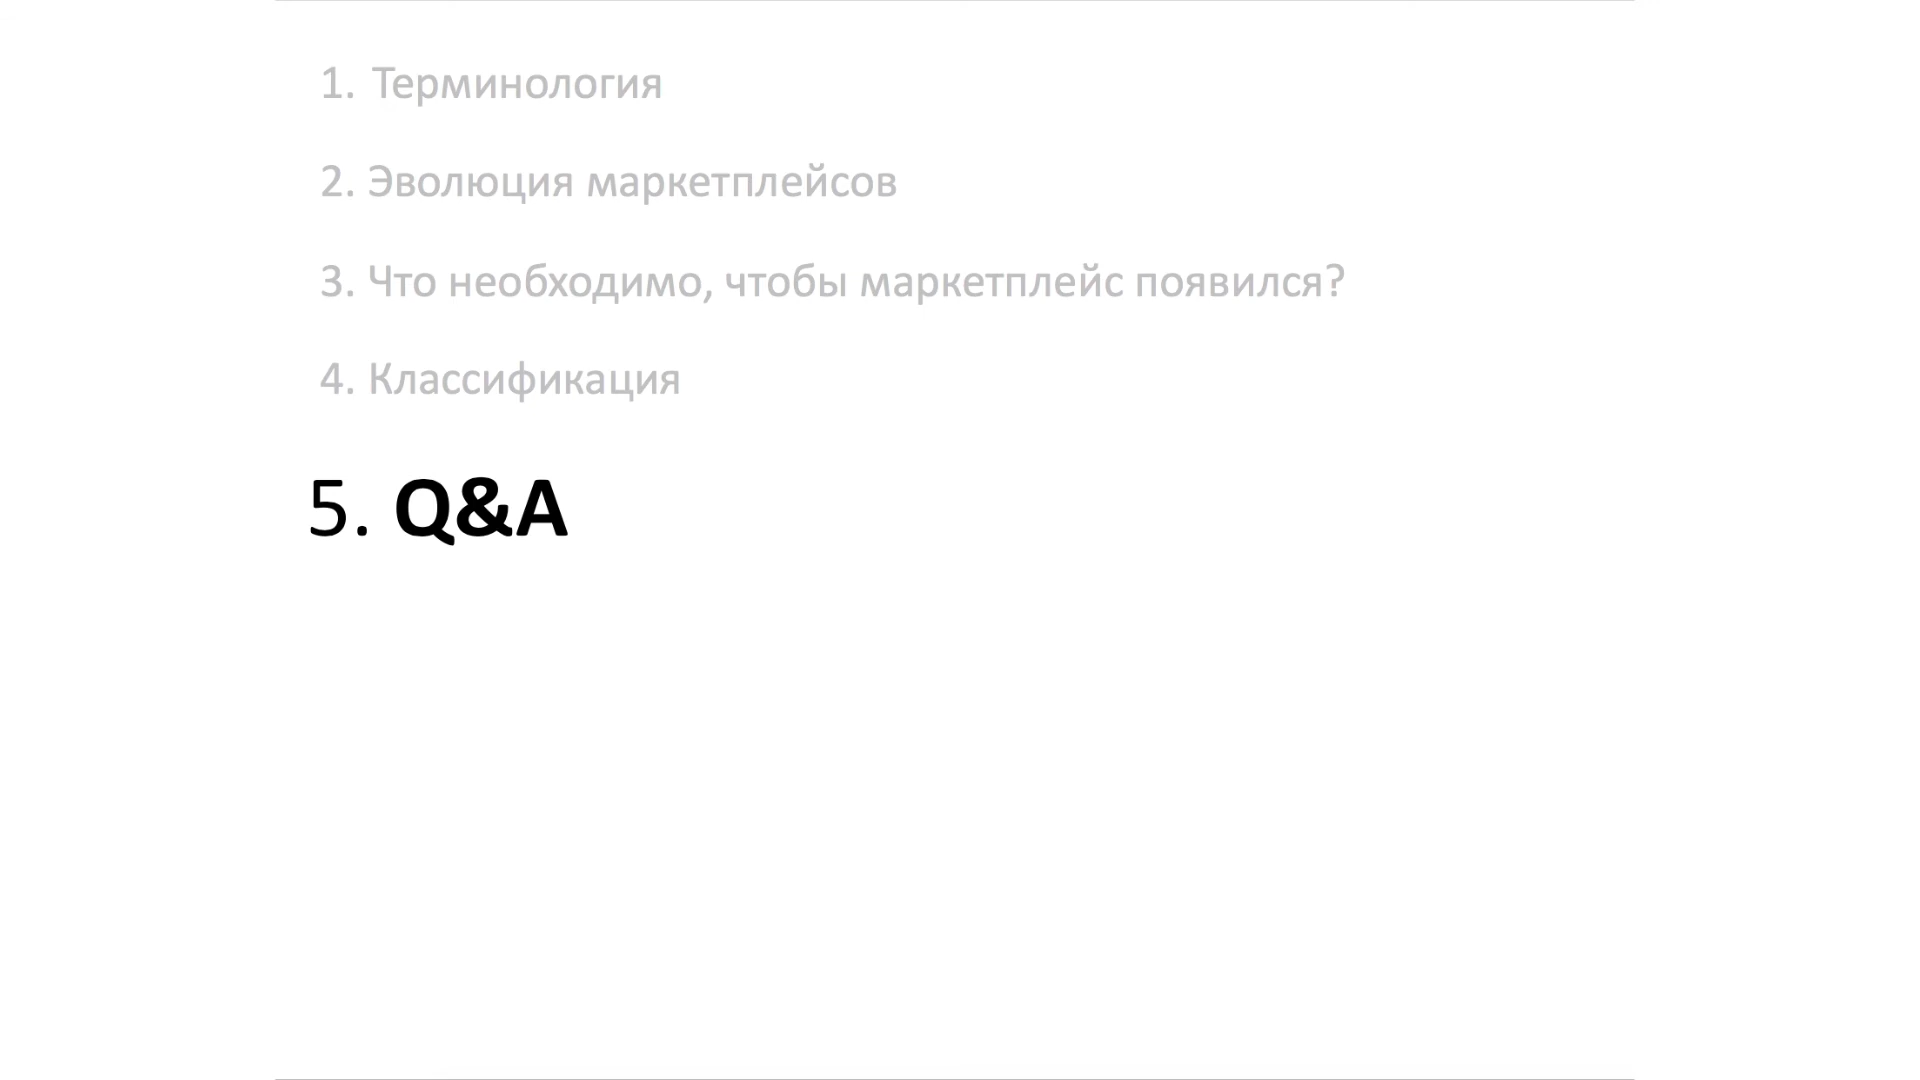 1. Терминология
2. Эволюция маркетплейсов
3. Что необходимо, чтобы маркетплейс появился?
4. Классификация
5. Q&A